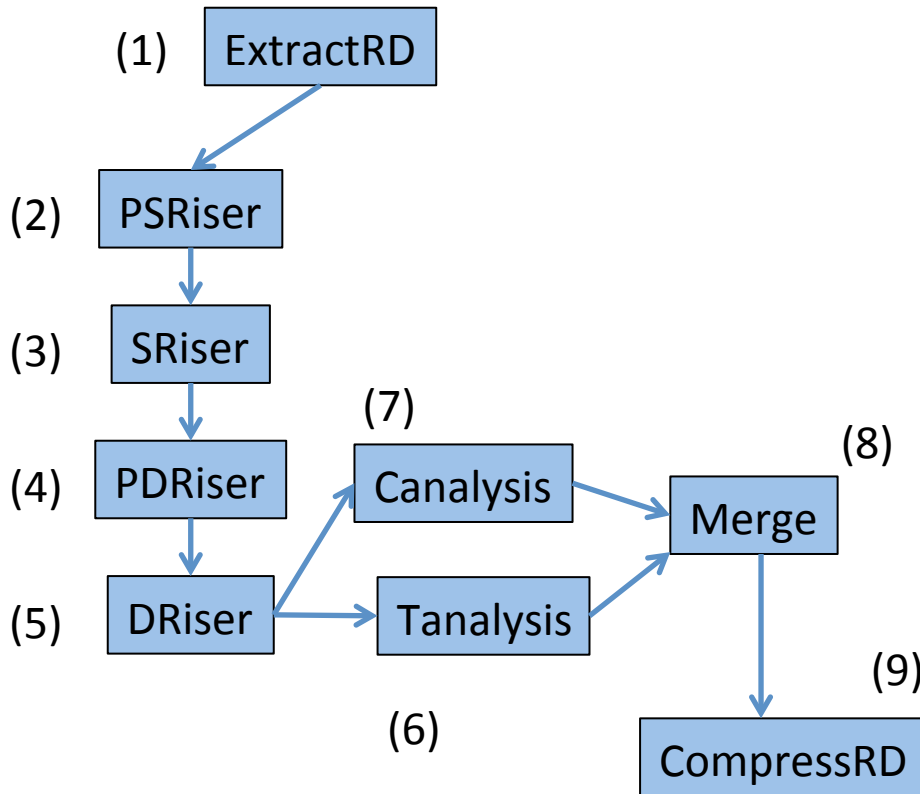 (1) ExtractRD
(2) PSRiser
(3) SRiser
(7)
(4) PDRiser
Canalysis
(8)
Merge
(5) DRiser
Tanalysis
(6)
(9)
CompressRD